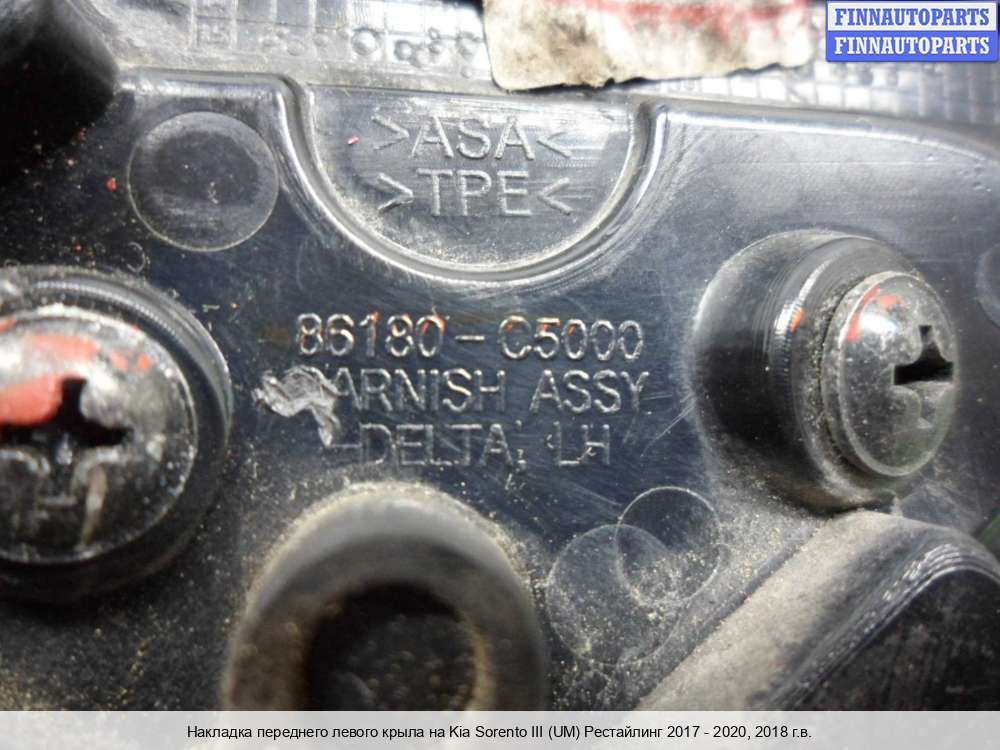 FINNAUTOPARTS
FINNAUTOPARTS
>ASA<
>TPE<
86180-C5000
GARNISH ASSY
-DELTA, LH
Накладка переднего левого крыла на Kia Sorento III (UM) Рестайлинг 2017 - 2020, 2018 г.в.